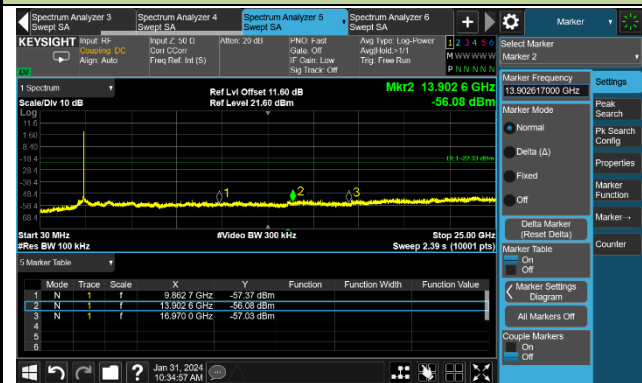 Spectrum Analyzer 3
Swept SA
Spectrum Analyzer 4
Swept SA
Spectrum Analyzer 5
Swept SA
Spectrum Analyzer 6
Swept SA
Marker
KEYSIGHT
Input: RF
Coupling: DC
Align: Auto
Input Z: 50 Ω
Corr CCorr
Freq Ref: Int (S)
Atten: 20 dB
PNO: Fast
Gate: Off
IF Gain: Low
Sig Track: Off
Avg Type: Log-Power
Avg|Hold:>1/1
Trig: Free Run
1 2 3 4 5 6
M W W W W W
P N N N N N
Select Marker
Marker 2
1 Spectrum
Scale/Div 10 dB
Log
Ref Lvl Offset 11.60 dB
Ref Level 21.60 dBm
Mkr2 13.902 6 GHz
-56.08 dBm
11.6
1.60
-8.40
-18.4
-28.4
-38.4
-48.4
-58.4
-68.4
DL1 -22.33 dBm
1
2
3
Start 30 MHz
#Res BW 100 kHz
#Video BW 300 kHz
Stop 25.00 GHz
Sweep 2.39 s (10001 pts)
5 Marker Table
Mode Trace Scale X Y Function Function Width Function Value
1 N 1 f 9.862 7 GHz -57.37 dBm
2 N 1 f 13.902 6 GHz -56.08 dBm
3 N 1 f 16.970 0 GHz -57.03 dBm
4
5
6
Marker Frequency
13.902617000 GHz
Marker Mode
Normal
Delta (Δ)
Fixed
Off
Delta Marker
(Reset Delta)
Marker Table
On
Off
Marker Settings
Diagram
All Markers Off
Couple Markers
On
Off
Settings
Peak
Search
Pk Search
Config
Properties
Marker
Function
Marker→
Counter
?
Jan 31, 2024
10:34:57 AM